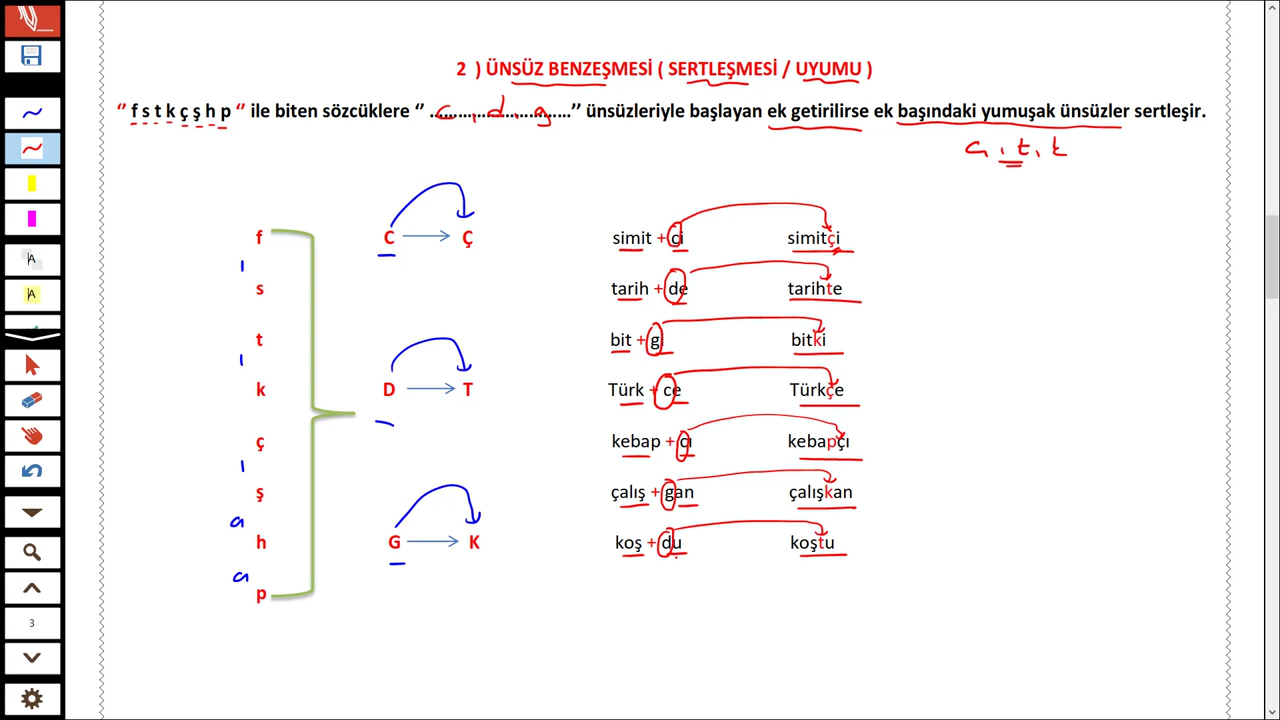 2 ) ÜNSÜZ BENZEŞMESİ ( SERTLEŞMESİ / UYUMU )
‘’ f s t k ç ş h p ‘’ ile biten sözcüklere ‘’ ...c...,...d...,...g...’’ ünsüzleriyle başlayan ek getirilirse ek başındaki yumuşak ünsüzler sertleşir.
ç, t, k
f
ı
s
t
ı
k
ç
ı
ş
a
h
a
p
C Ç
D T
G K
simit + ci simitçi
tarih + de tarihte
bit + gi bitki
Türk + ce Türkçe
kebap + cı kebapçı
çalış + gan çalışkan
koş + du koştu
A
A
3